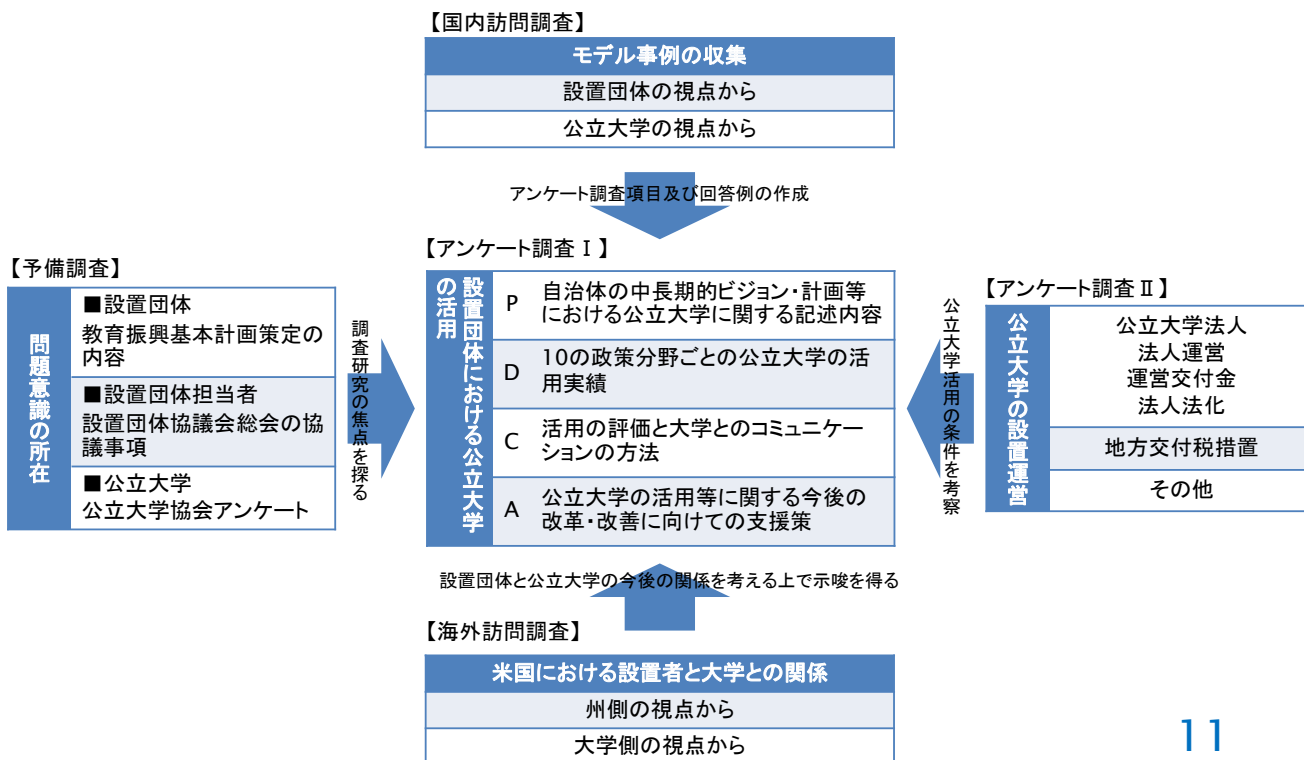 【国内訪問調査】
モデル事例の収集
設置団体の視点から
公立大学の視点から
アンケート調査項目及び回答例の作成
【予備調査】
問題意識の所在
■設置団体
教育振興基本計画策定の
内容
■設置団体担当者
設置団体協議会総会の協
議事項
■公立大学
公立大学協会アンケート
調査研究の焦点を探る
【アンケート調査Ⅰ】
設置団体における公立大学
の活用
P
自治体の中長期的ビジョン・計画等
における公立大学に関する記述内容
D
10の政策分野ごとの公立大学の活
用実績
C
活用の評価と大学とのコミュニケー
ションの方法
A
公立大学の活用等に関する今後の
改革・改善に向けての支援策
公立大学活用の条件を考察
【アンケート調査Ⅱ】
公立大学の設置運営
公立大学法人
法人運営
運営交付金
法人法化
地方交付税措置
その他
設置団体と公立大学の今後の関係を考える上で示唆を得る
【海外訪問調査】
米国における設置者と大学との関係
州側の視点から
大学側の視点から
11